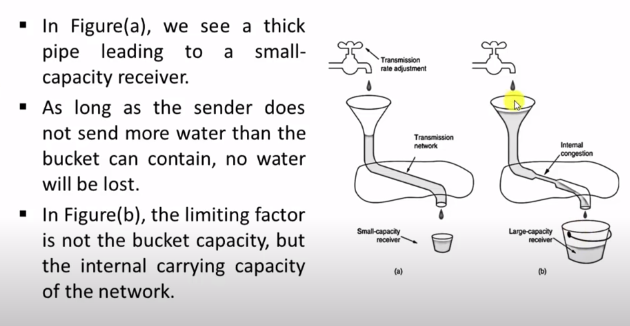 ▪ In Figure(a), we see a thick
pipe leading to a small-
capacity receiver.
▪ As long as the sender does
not send more water than the
bucket can contain, no water
will be lost.
▪ In Figure(b), the limiting factor
is not the bucket capacity, but
the internal carrying capacity
of the network.
Transmission
rate adjustment
Transmission
network
Internal
congestion
Small-capacity
receiver
Large-capacity
receiver
(a)
(b)